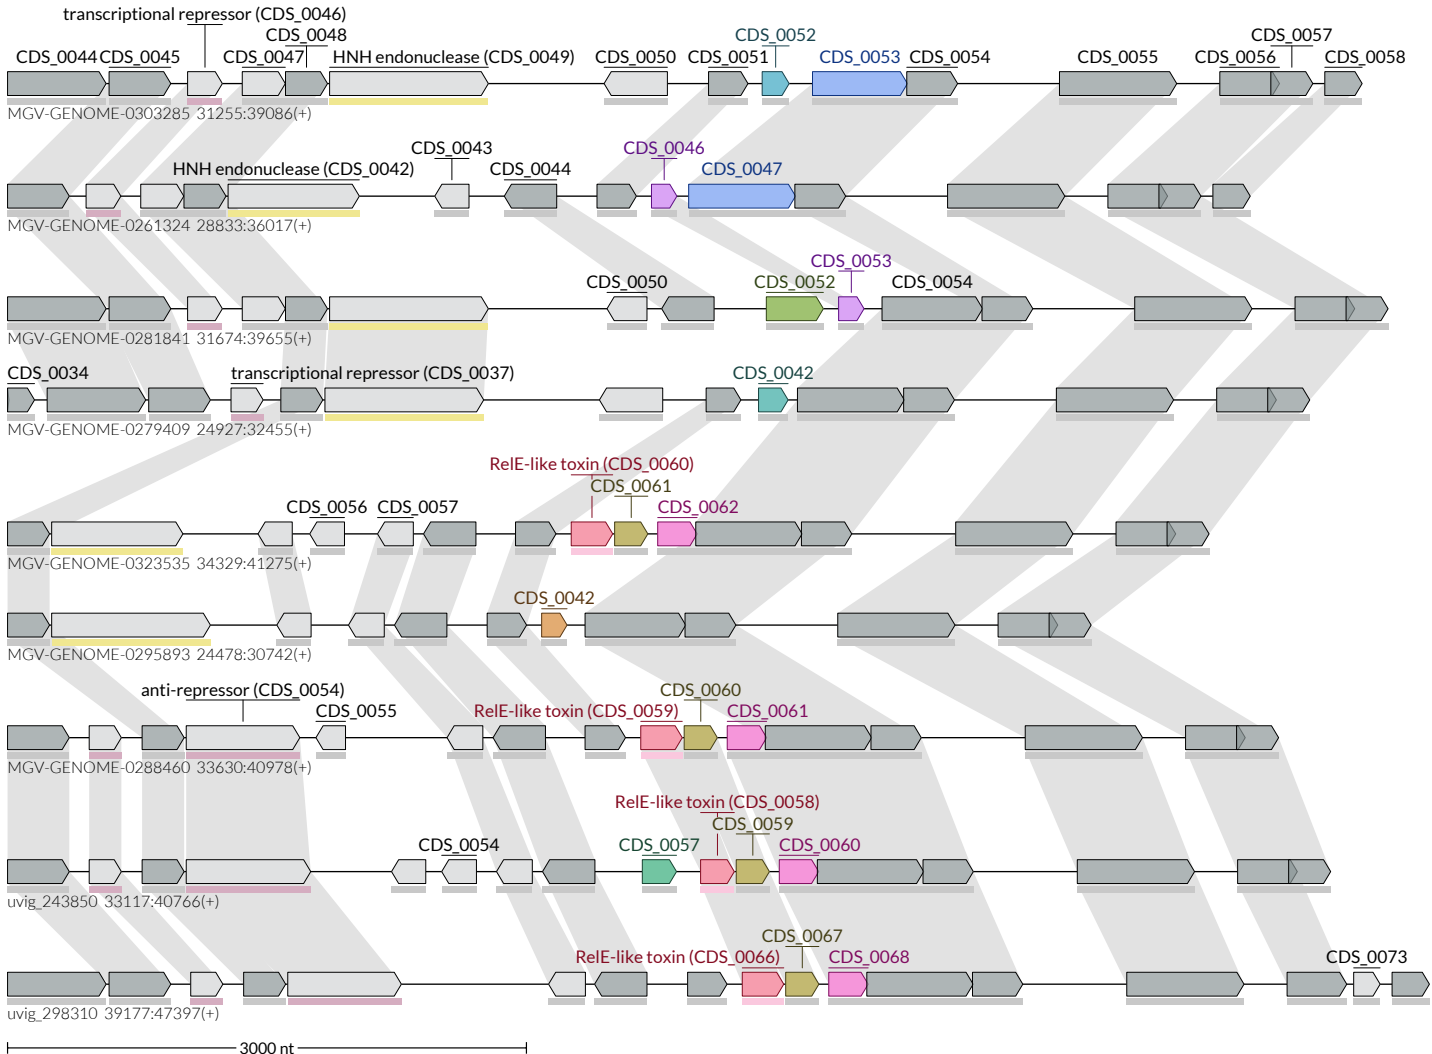 transcriptional repressor (CDS_0046)
CDS_0048
CDS_0052
CDS_0057
CDS_0044 CDS_0045 CDS_0047 HNH endonuclease (CDS_0049) CDS_0050 CDS_0051 CDS_0053 CDS_0054 CDS_0055 CDS_0056 CDS_0058
MGV-GENOME-0303285 31255:39086(+)
CDS_0043
CDS_0046
HNH endonuclease (CDS_0042) CDS_0044 CDS_0047
MGV-GENOME-0261324 28833:36017(+)
CDS_0053
CDS_0050 CDS_0052 CDS_0054
MGV-GENOME-0281841 31674:39655(+)
CDS_0034 transcriptional repressor (CDS_0037) CDS_0042
MGV-GENOME-0279409 24927:32455(+)
RelE-like toxin (CDS_0060)
CDS_0061
CDS_0056 CDS_0057 CDS_0062
MGV-GENOME-0323535 34329:41275(+)
CDS_0042
MGV-GENOME-0295893 24478:30742(+)
anti-repressor (CDS_0054) CDS_0060
CDS_0055 RelE-like toxin (CDS_0059) CDS_0061
MGV-GENOME-0288460 33630:40978(+)
RelE-like toxin (CDS_0058)
CDS_0059
CDS_0054 CDS_0057 CDS_0060
uvig_243850 33117:40766(+)
CDS_0067
RelE-like toxin (CDS_0066) CDS_0068 CDS_0073
uvig_298310 39177:47397(+)
3000 nt